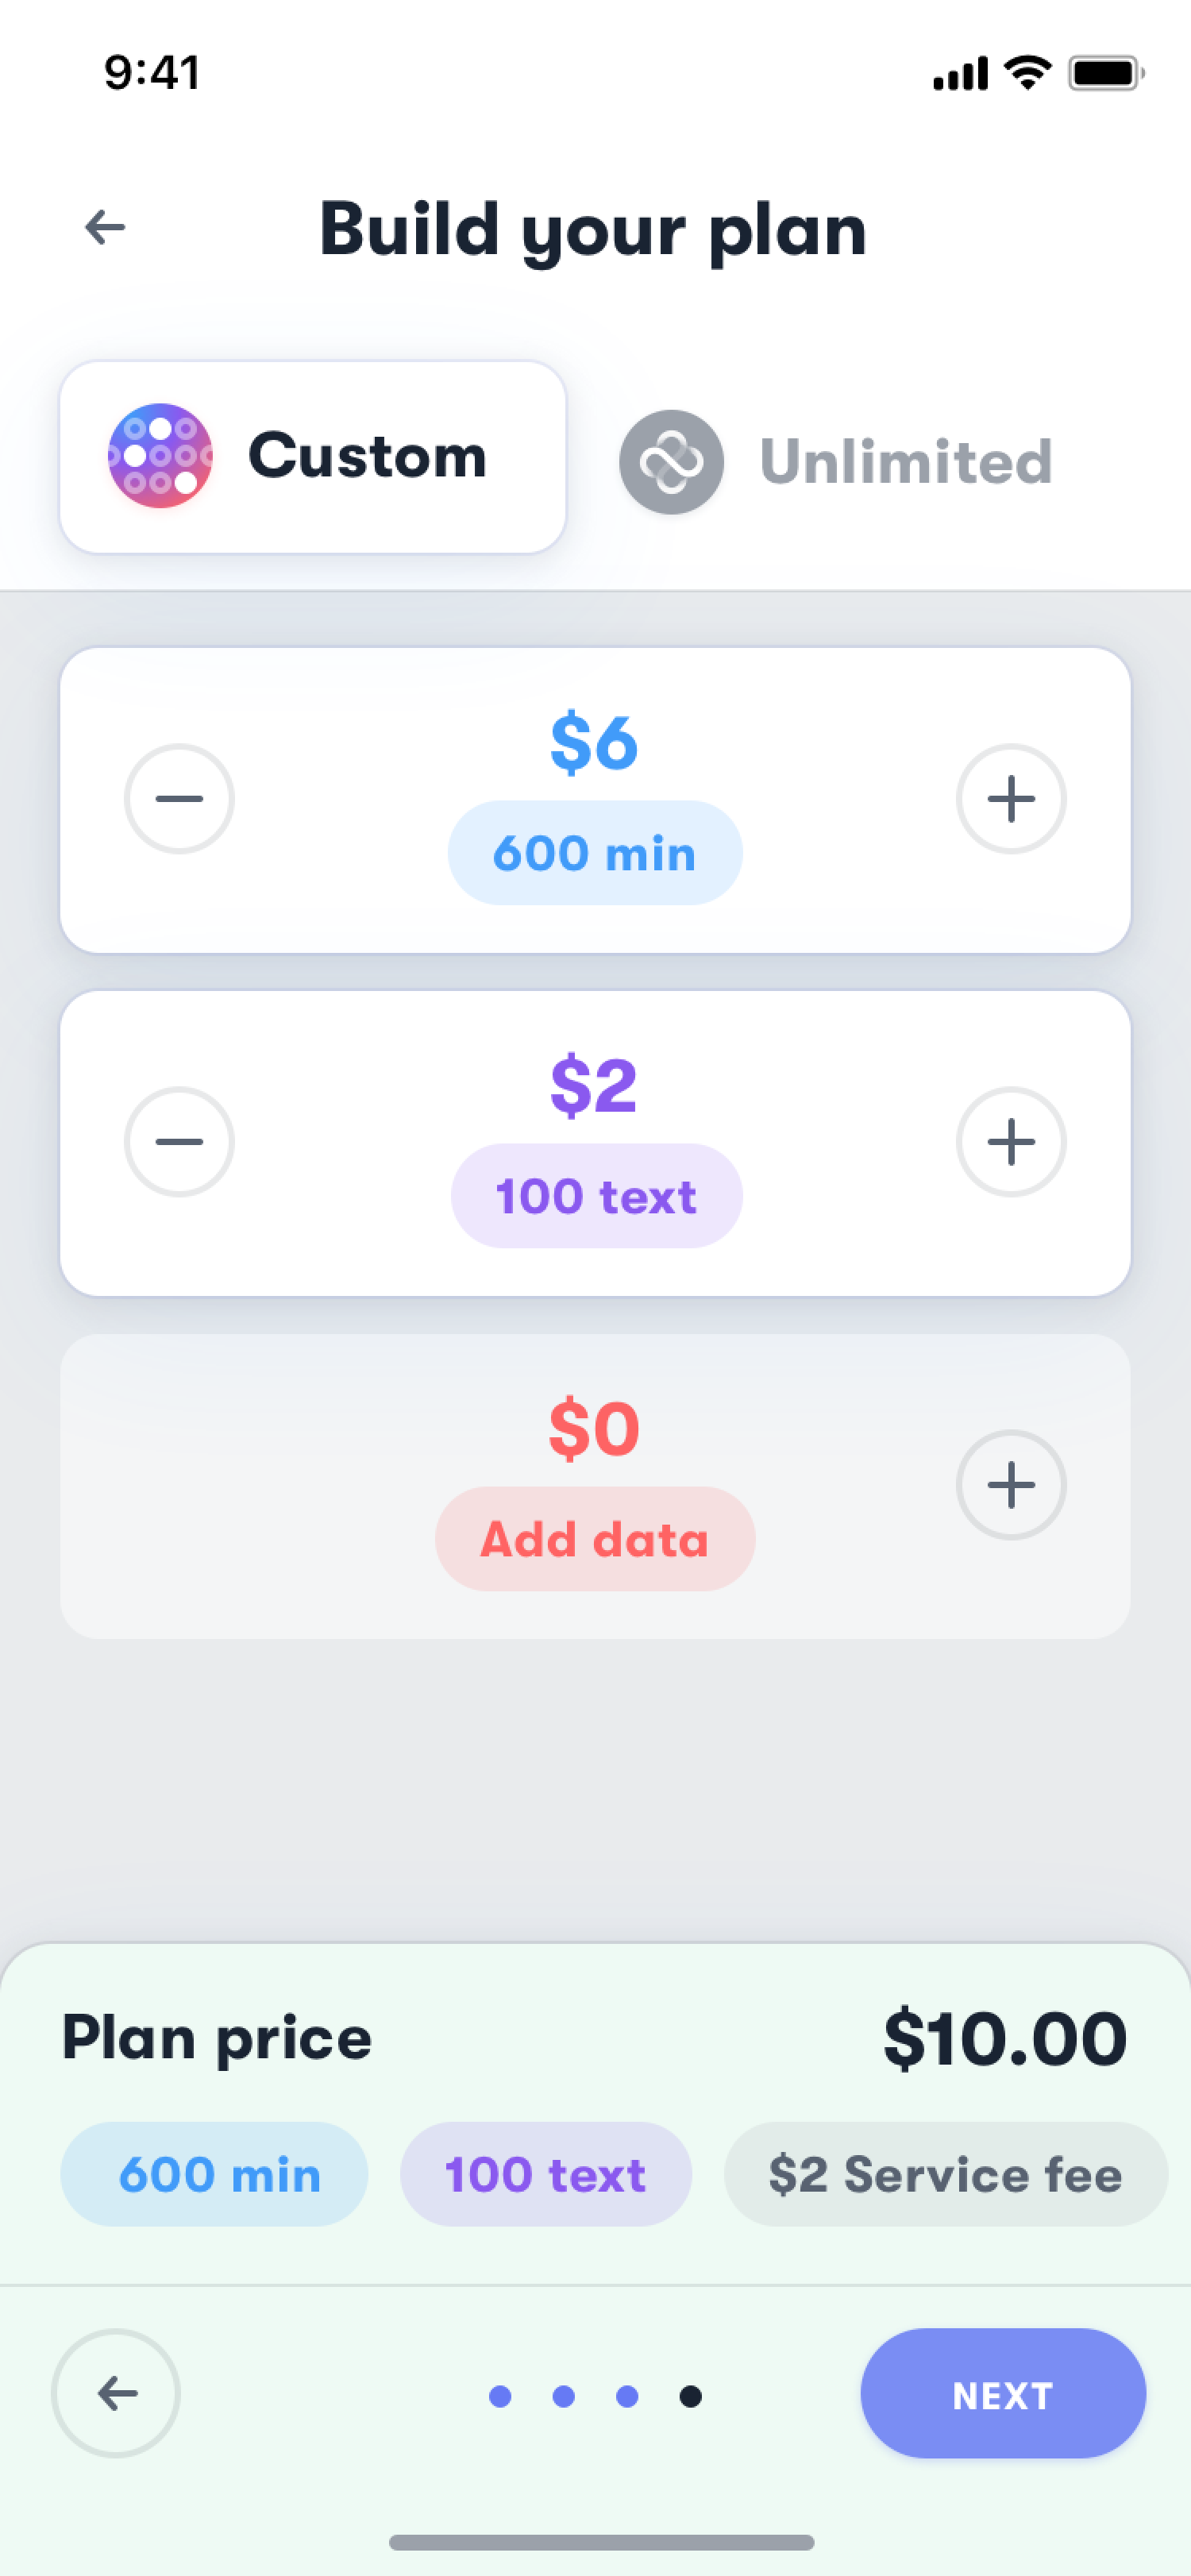 9:41
Build your plan
Custom
Unlimited
$6
600 min
$2
100 text
$0
Add data
Plan price
$10.00
600 min
100 text
$2 Service fee
NEXT